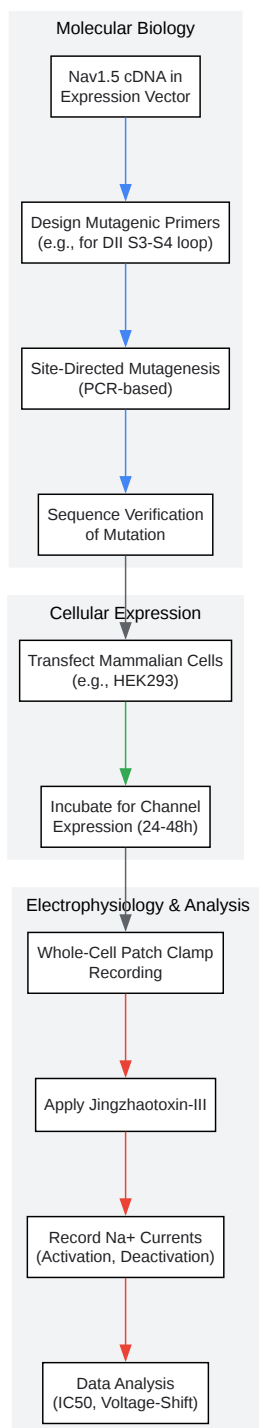 Molecular Biology
Nav1.5 cDNA in
Expression Vector
Design Mutagenic Primers
(e.g., for DII S3-S4 loop)
Site-Directed Mutagenesis
(PCR-based)
Sequence Verification
of Mutation
Cellular Expression
Transfect Mammalian Cells
(e.g., HEK293)
Incubate for Channel
Expression (24-48h)
Electrophysiology & Analysis
Whole-Cell Patch Clamp
Recording
Apply Jingzhaotoxin-III
Record Na+ Currents
(Activation, Deactivation)
Data Analysis
(IC50, Voltage-Shift)